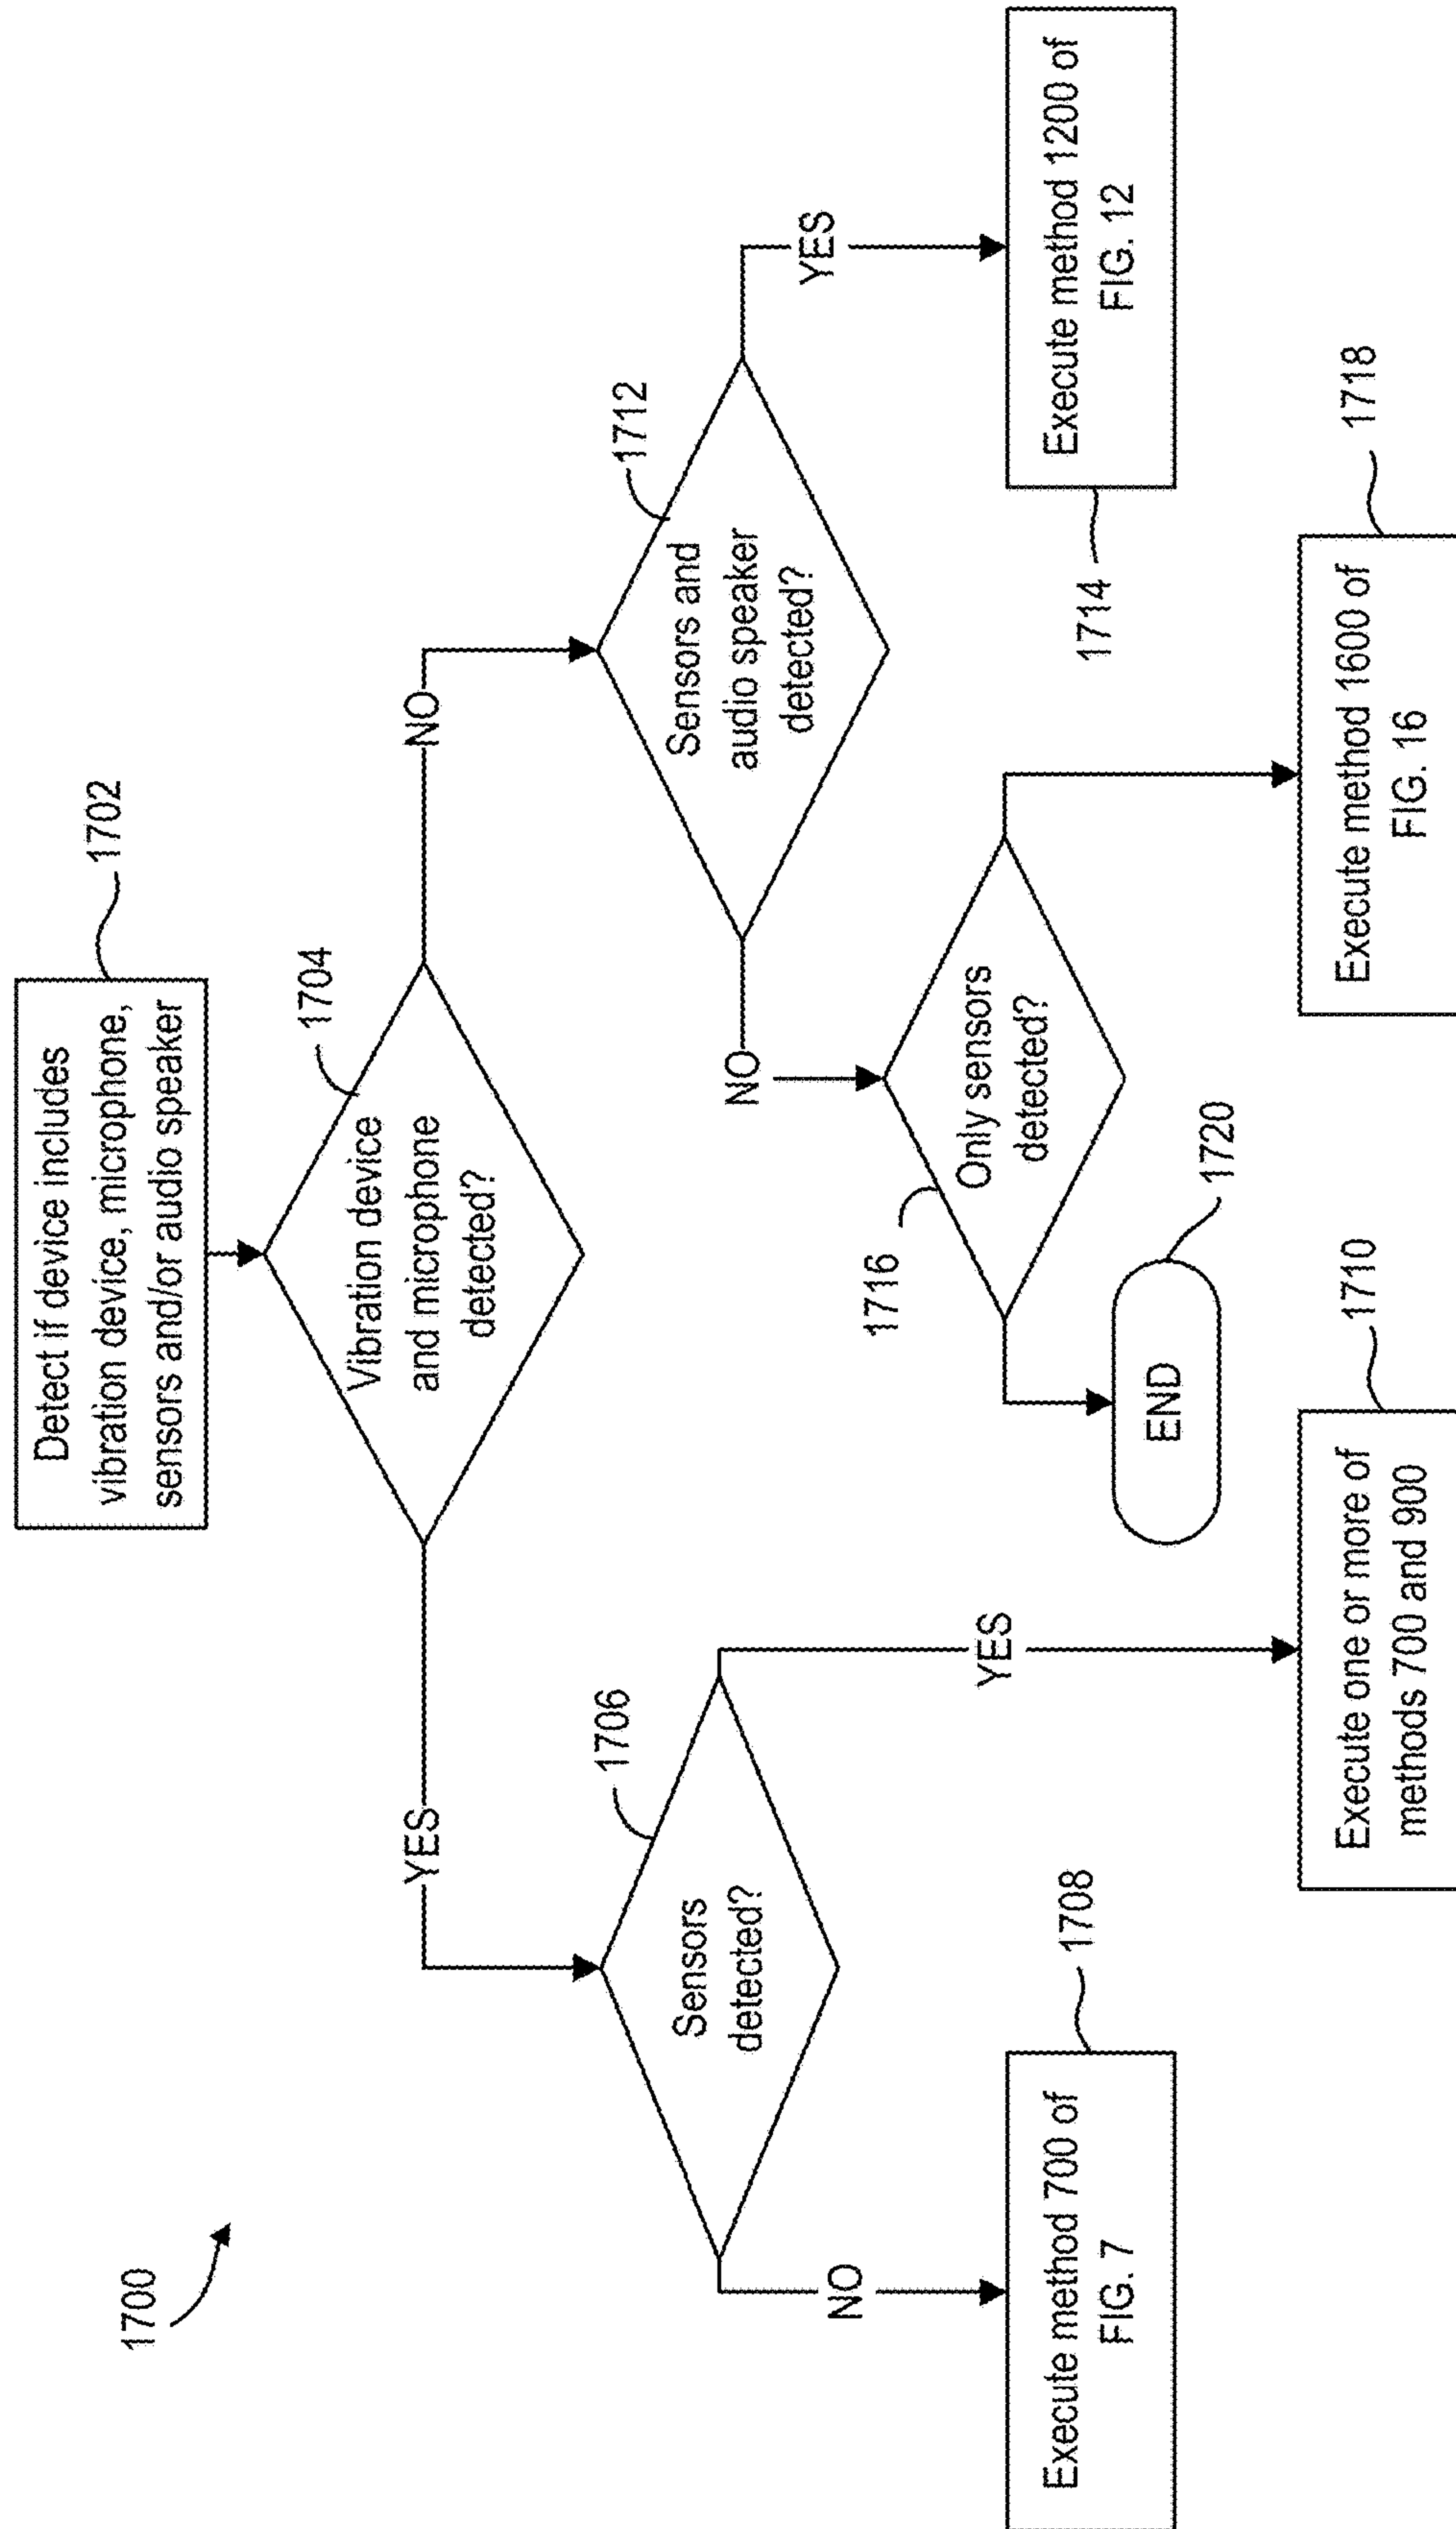 1700
Detect if device includes
vibration device, microphone,
sensors and/or audio speaker
1702
Vibration device
and microphone
detected?
1704
YES
NO
Sensors
detected?
1706
Sensors and
audio speaker
detected?
1712
NO
YES
NO
YES
Only sensors
detected?
1716
Execute method 700 of
FIG. 7
1708
END
1720
Execute method 1200 of
FIG. 12
1714
Execute one or more of
methods 700 and 900
1710
Execute method 1600 of
FIG. 16
1718